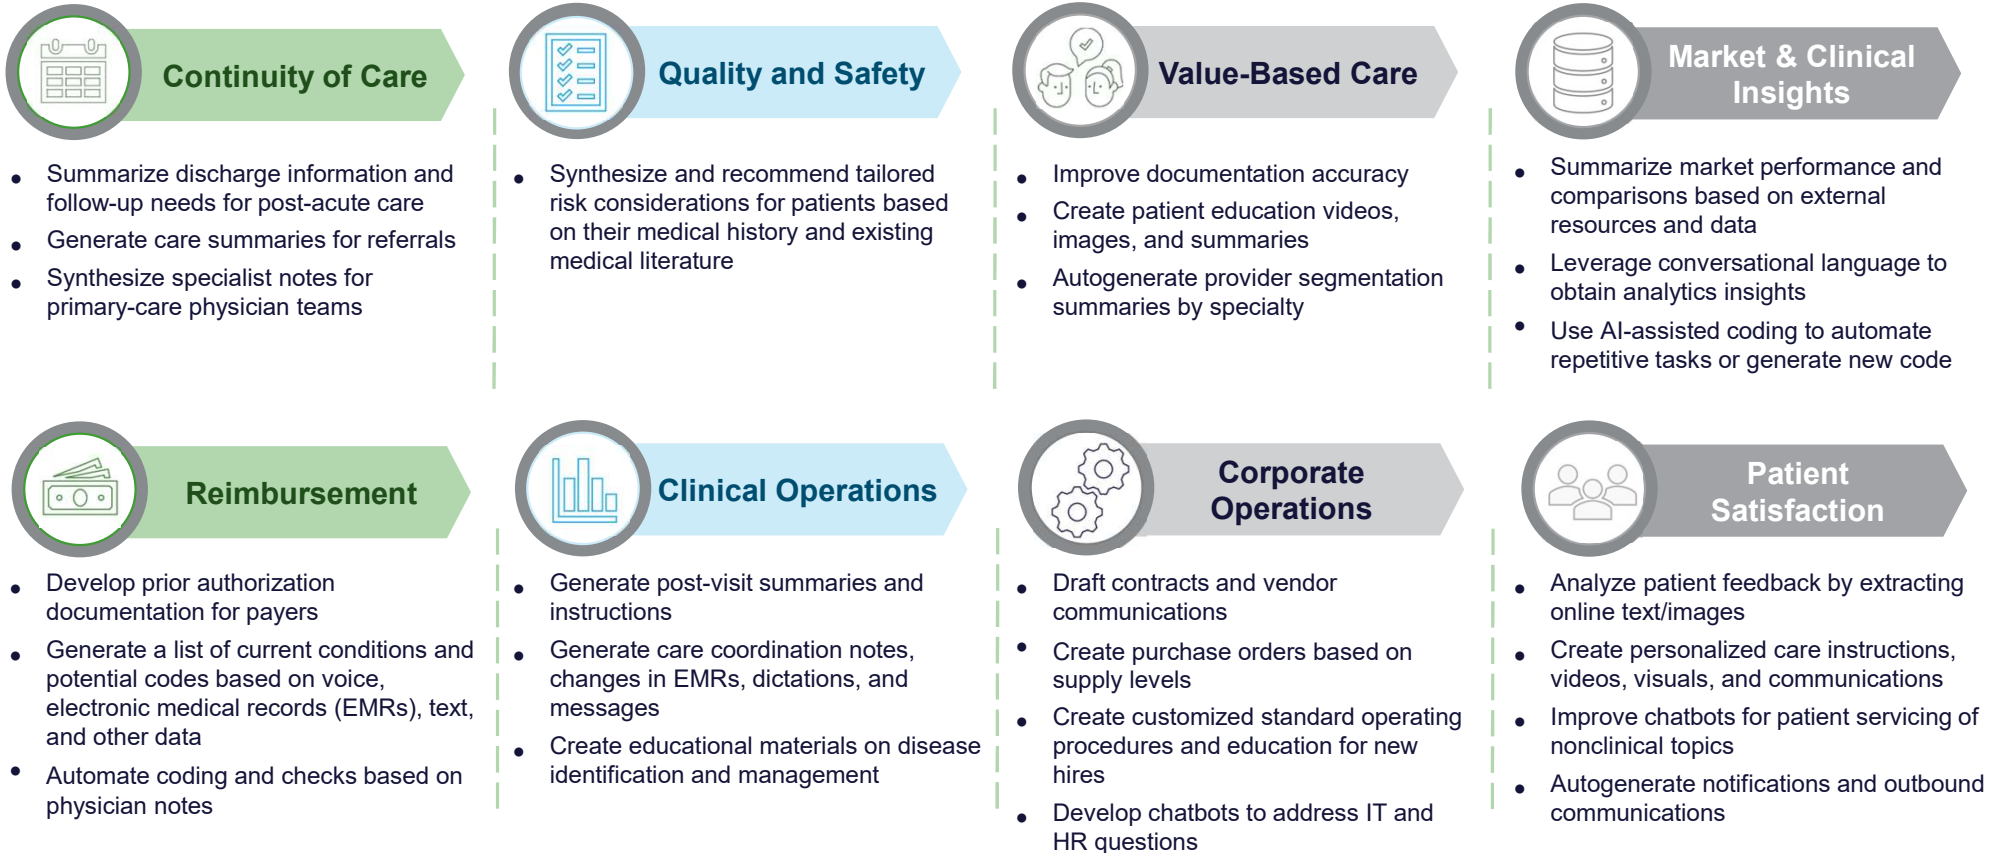 Continuity of Care
• Summarize discharge information and
follow-up needs for post-acute care
• Generate care summaries for referrals
• Synthesize specialist notes for
primary-care physician teams
Quality and Safety
• Synthesize and recommend tailored
risk considerations for patients based
on their medical history and existing
medical literature
Value-Based Care
• Improve documentation accuracy
• Create patient education videos,
images, and summaries
• Autogenerate provider segmentation
summaries by specialty
Market & Clinical
Insights
• Summarize market performance and
comparisons based on external
resources and data
• Leverage conversational language to
obtain analytics insights
• Use AI-assisted coding to automate
repetitive tasks or generate new code
Reimbursement
• Develop prior authorization
documentation for payers
• Generate a list of current conditions and
potential codes based on voice,
electronic medical records (EMRs), text,
and other data
• Automate coding and checks based on
physician notes
Clinical Operations
• Generate post-visit summaries and
instructions
• Generate care coordination notes,
changes in EMRs, dictations, and
messages
• Create educational materials on disease
identification and management
Corporate
Operations
• Draft contracts and vendor
communications
• Create purchase orders based on
supply levels
• Create customized standard operating
procedures and education for new
hires
• Develop chatbots to address IT and
HR questions
Patient
Satisfaction
• Analyze patient feedback by extracting
online text/images
• Create personalized care instructions,
videos, visuals, and communications
• Improve chatbots for patient servicing of
nonclinical topics
• Autogenerate notifications and outbound
communications